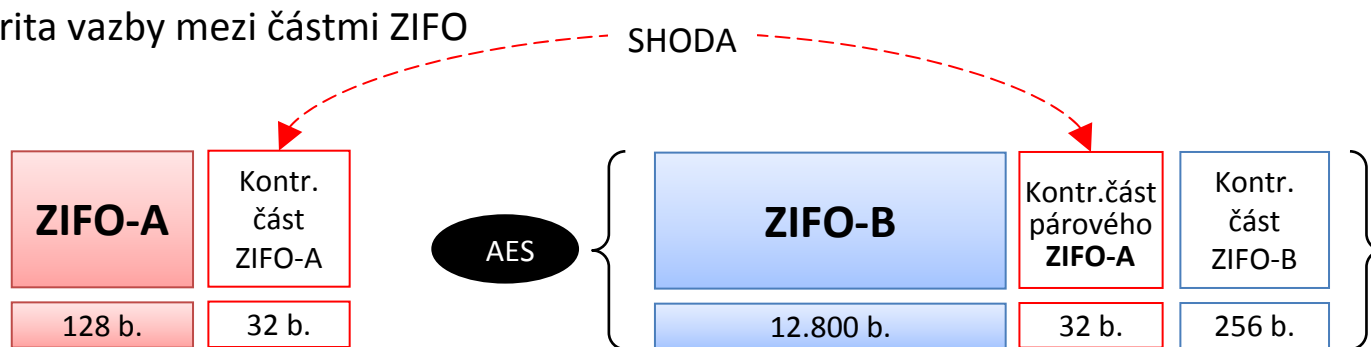 rita vazby mezi částmi ZIFO
SHODA
ZIFO-A
Kontr.
část
ZIFO-A
AES
ZIFO-B
Kontr.část
párového
ZIFO-A
Kontr.
část
ZIFO-B
128 b.
32 b.
12.800 b.
32 b.
256 b.